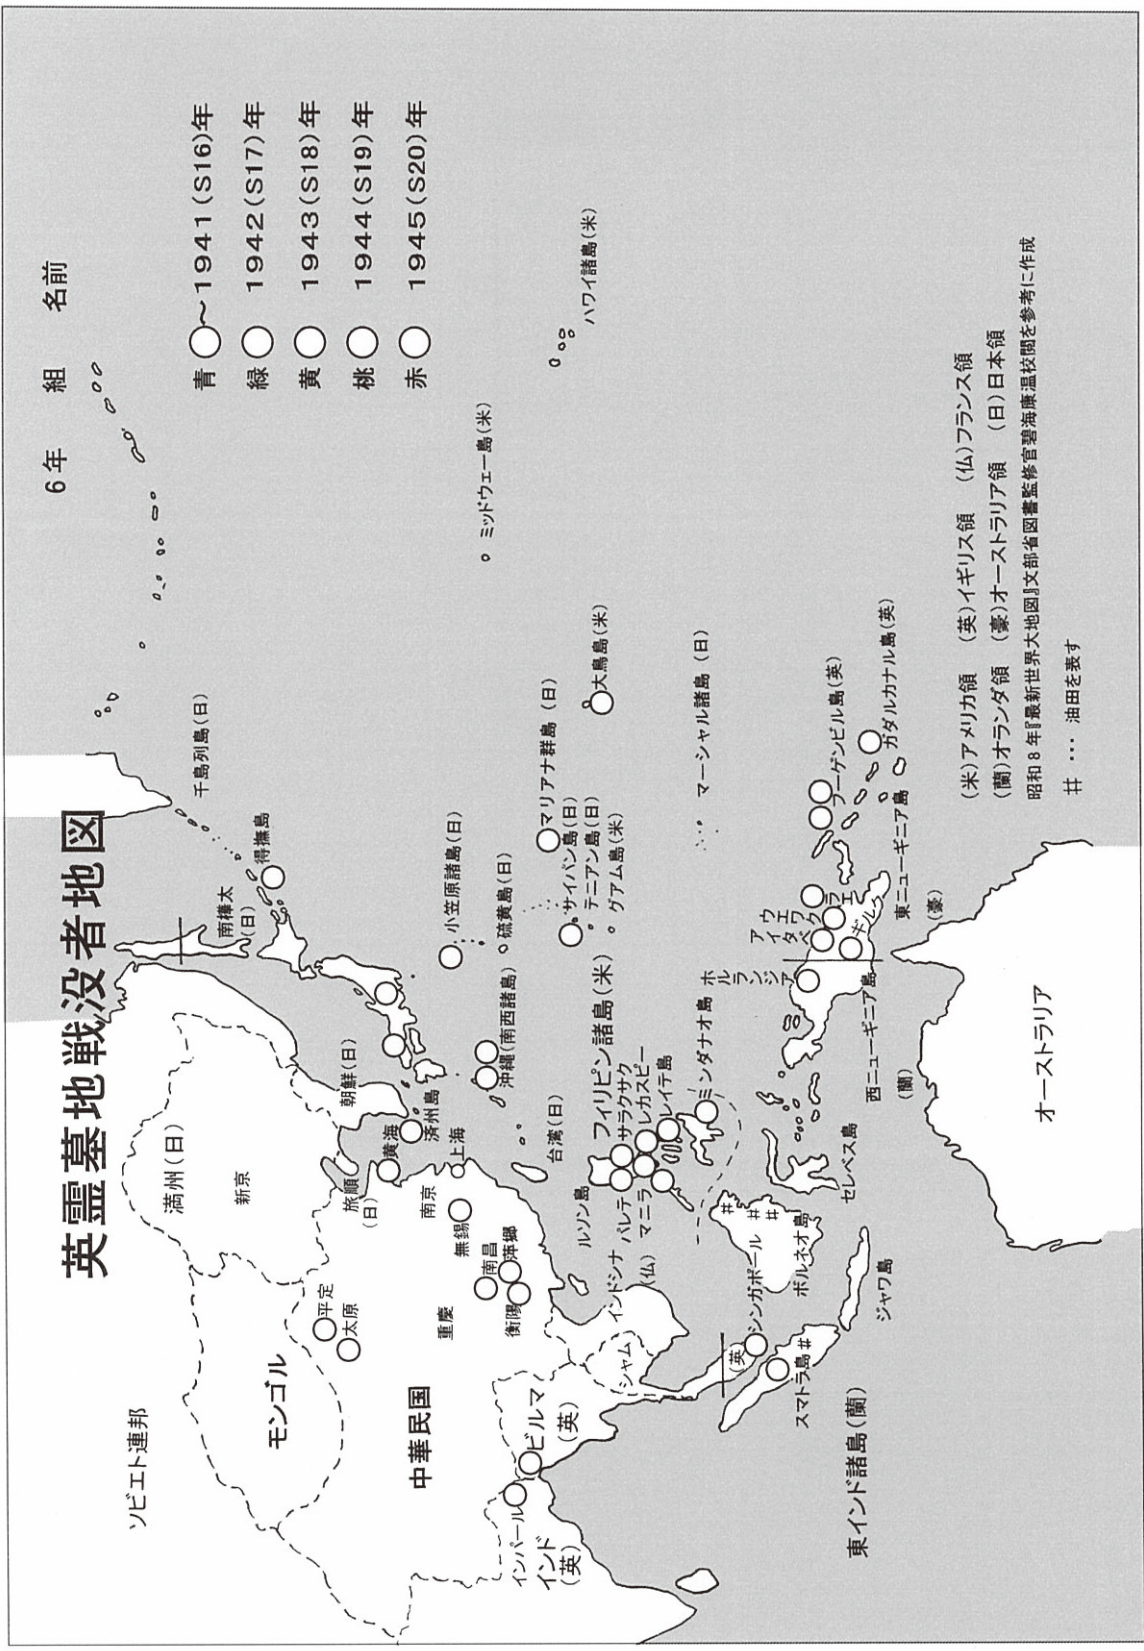 英霊墓地戦没者地図
6年　組　名前
青○～1941(S16)年
緑○ 1942(S17)年
黄○ 1943(S18)年
桃○ 1944(S19)年
赤○ 1945(S20)年
ソビエト連邦
モンゴル
満州(日)
新京
千島列島(日)
南樺太
(日)
得撫島
朝鮮(日)
旅順
(日)
黄海
済州島
平定
太原
中華民国
重慶
南京
上海
無錫
南昌
萍郷
衡陽
小笠原諸島(日)
硫黄島(日)
沖縄(南西諸島)
台湾(日)
ミッドウェー島(米)
ハワイ諸島(米)
マリアナ群島(日)
サイパン島(日)
テニアン島(日)
グアム島(米)
大鳥島(米)
マーシャル諸島(日)
フィリピン諸島(米)
ルソン島
サラクサク
バレテ
レガスピー
マニラ
レイテ島
ミンダナオ島
インドシナ
(仏)
シャム
ビルマ
(英)
インパール
インド
(英)
(英)
シンガポール
スマトラ島
ボルネオ島
ジャワ島
セレベス島
東インド諸島(蘭)
ホルランジア
アイタペ
ウエワク
ラエ
ギルワ
西ニューギニア島
(蘭)
東ニューギニア島
(豪)
ブーゲンビル島(英)
ガダルカナル島(英)
オーストラリア
(米)アメリカ領　(英)イギリス領　(仏)フランス領
(蘭)オランダ領　(豪)オーストラリア領　(日)日本領
昭和8年『最新世界大地図』文部省図書監修官碧海康温校閲を参考に作成
井 … 油田を表す